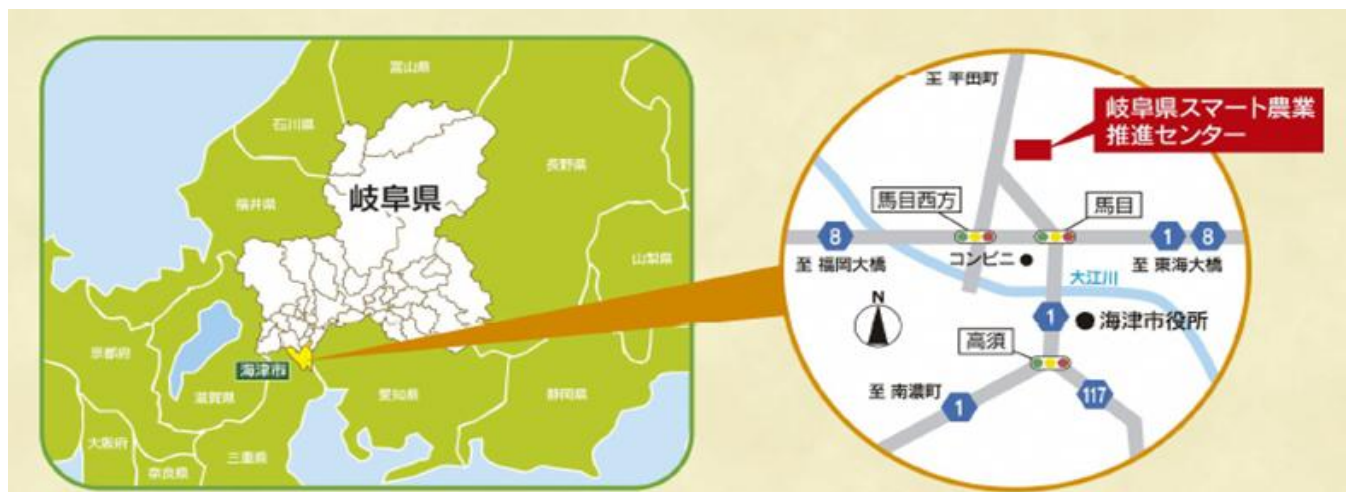 富山県
石川県
長野県
岐阜県
福井県
山梨県
京都府
海津市
滋賀県
愛知県
静岡県
大阪府
三重県
奈良県
至 平田町
岐阜県スマート農業
推進センター
馬目西方
馬目
8
1
8
至 福岡大橋
コンビニ
至 東海大橋
大江川
N
1
海津市役所
高須
至 南濃町
1
117